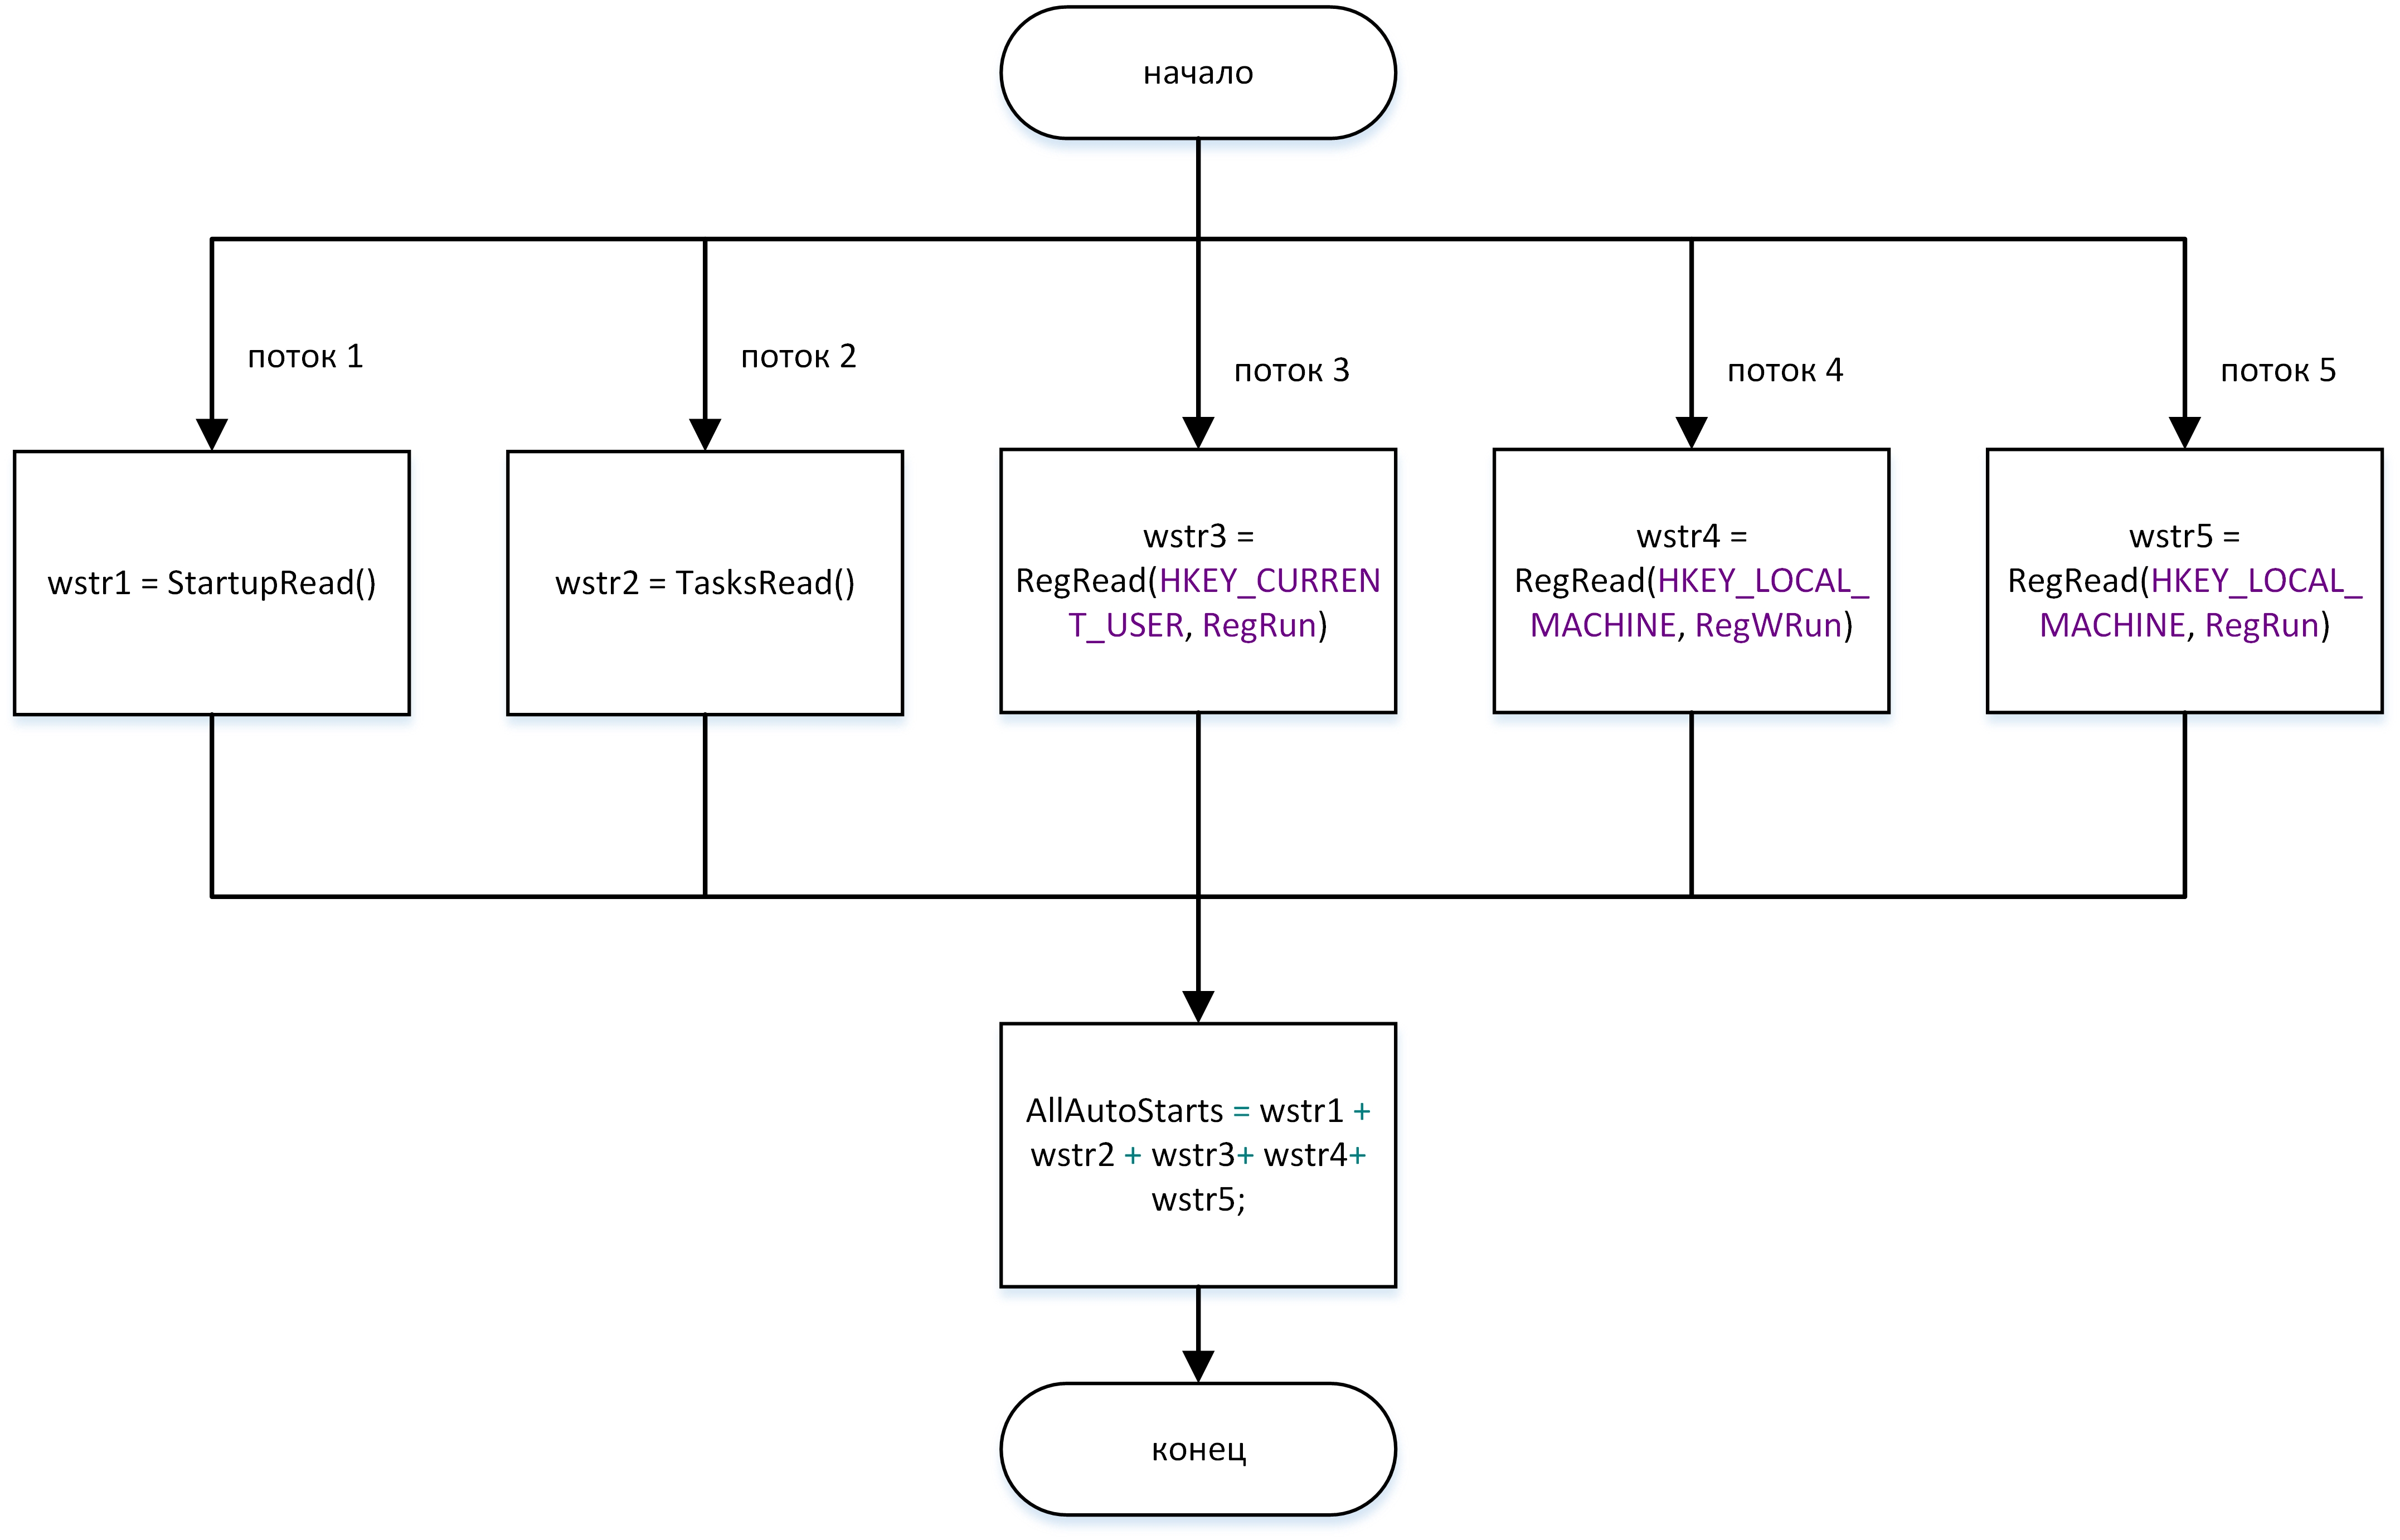 начало
поток 1
поток 2
поток 3
поток 4
поток 5
wstr1 = StartupRead()
wstr2 = TasksRead()
wstr3 =
RegRead(HKEY_CURREN
T_USER, RegRun)
wstr4 =
RegRead(HKEY_LOCAL_
MACHINE, RegWRun)
wstr5 =
RegRead(HKEY_LOCAL_
MACHINE, RegRun)
AllAutoStarts = wstr1 +
wstr2 + wstr3+ wstr4+
wstr5;
конец